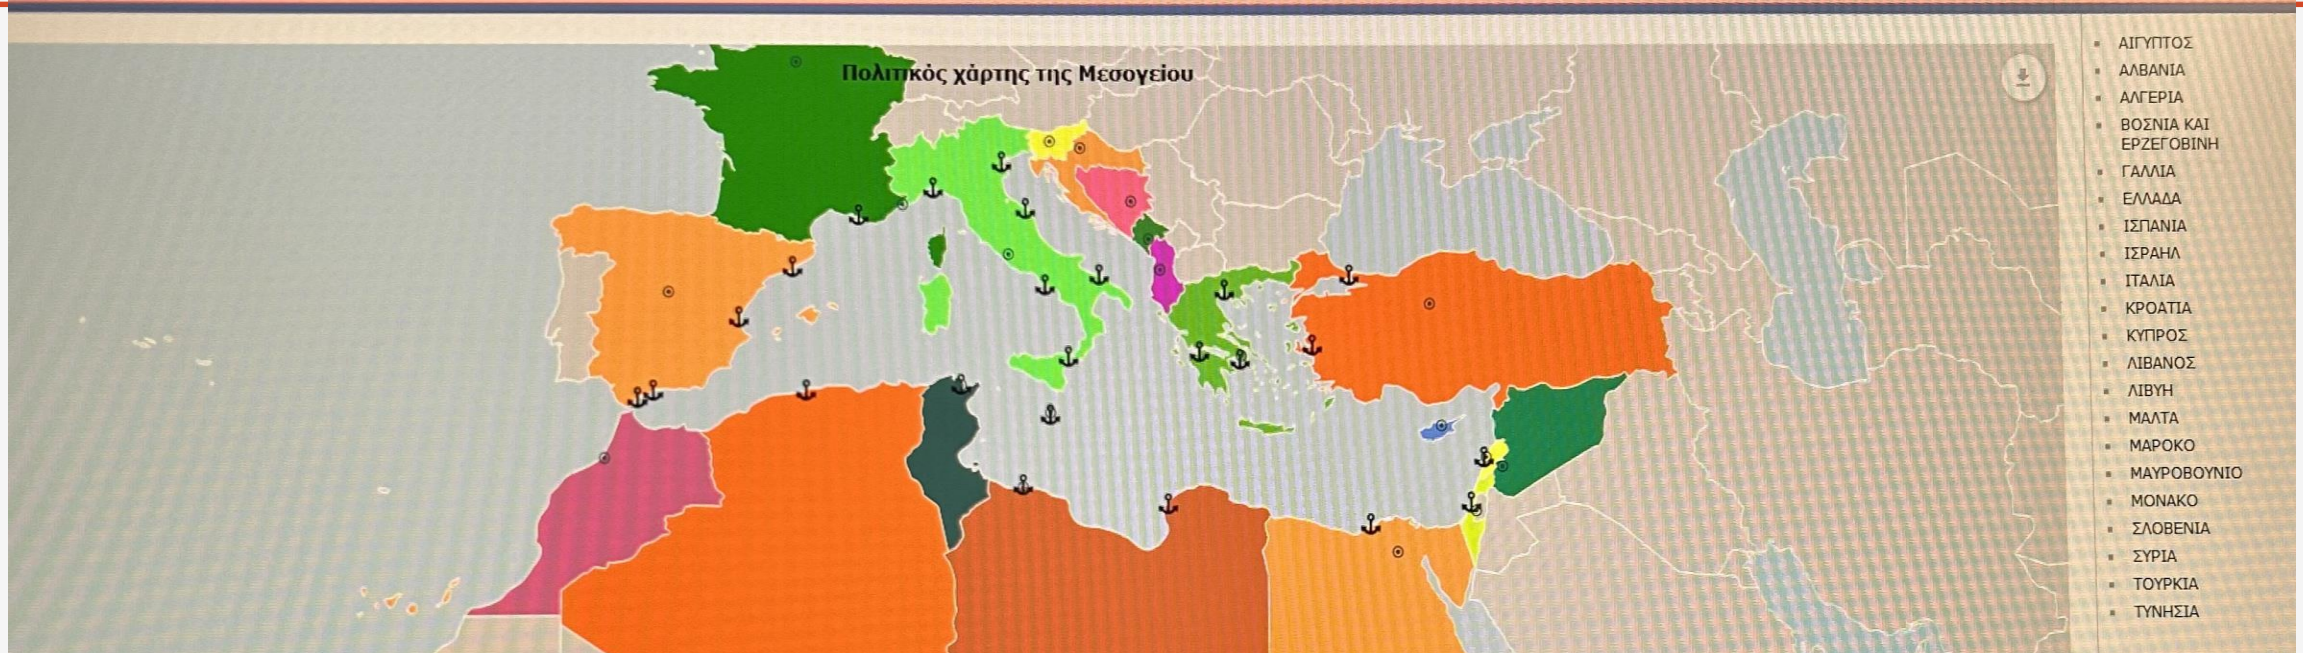 Πολιτικός χάρτης της Μεσογείου
ΑΙΓΥΠΤΟΣ
ΑΛΒΑΝΙΑ
ΑΛΓΕΡΙΑ
ΒΟΣΝΙΑ ΚΑΙ
ΕΡΖΕΓΟΒΙΝΗ
ΓΑΛΛΙΑ
ΕΛΛΑΔΑ
ΙΣΠΑΝΙΑ
ΙΣΡΑΗΛ
ΙΤΑΛΙΑ
ΚΡΟΑΤΙΑ
ΚΥΠΡΟΣ
ΛΙΒΑΝΟΣ
ΛΙΒΥΗ
ΜΑΛΤΑ
ΜΑΡΟΚΟ
ΜΑΥΡΟΒΟΥΝΙΟ
ΜΟΝΑΚΟ
ΣΛΟΒΕΝΙΑ
ΣΥΡΙΑ
ΤΟΥΡΚΙΑ
ΤΥΝΗΣΙΑ